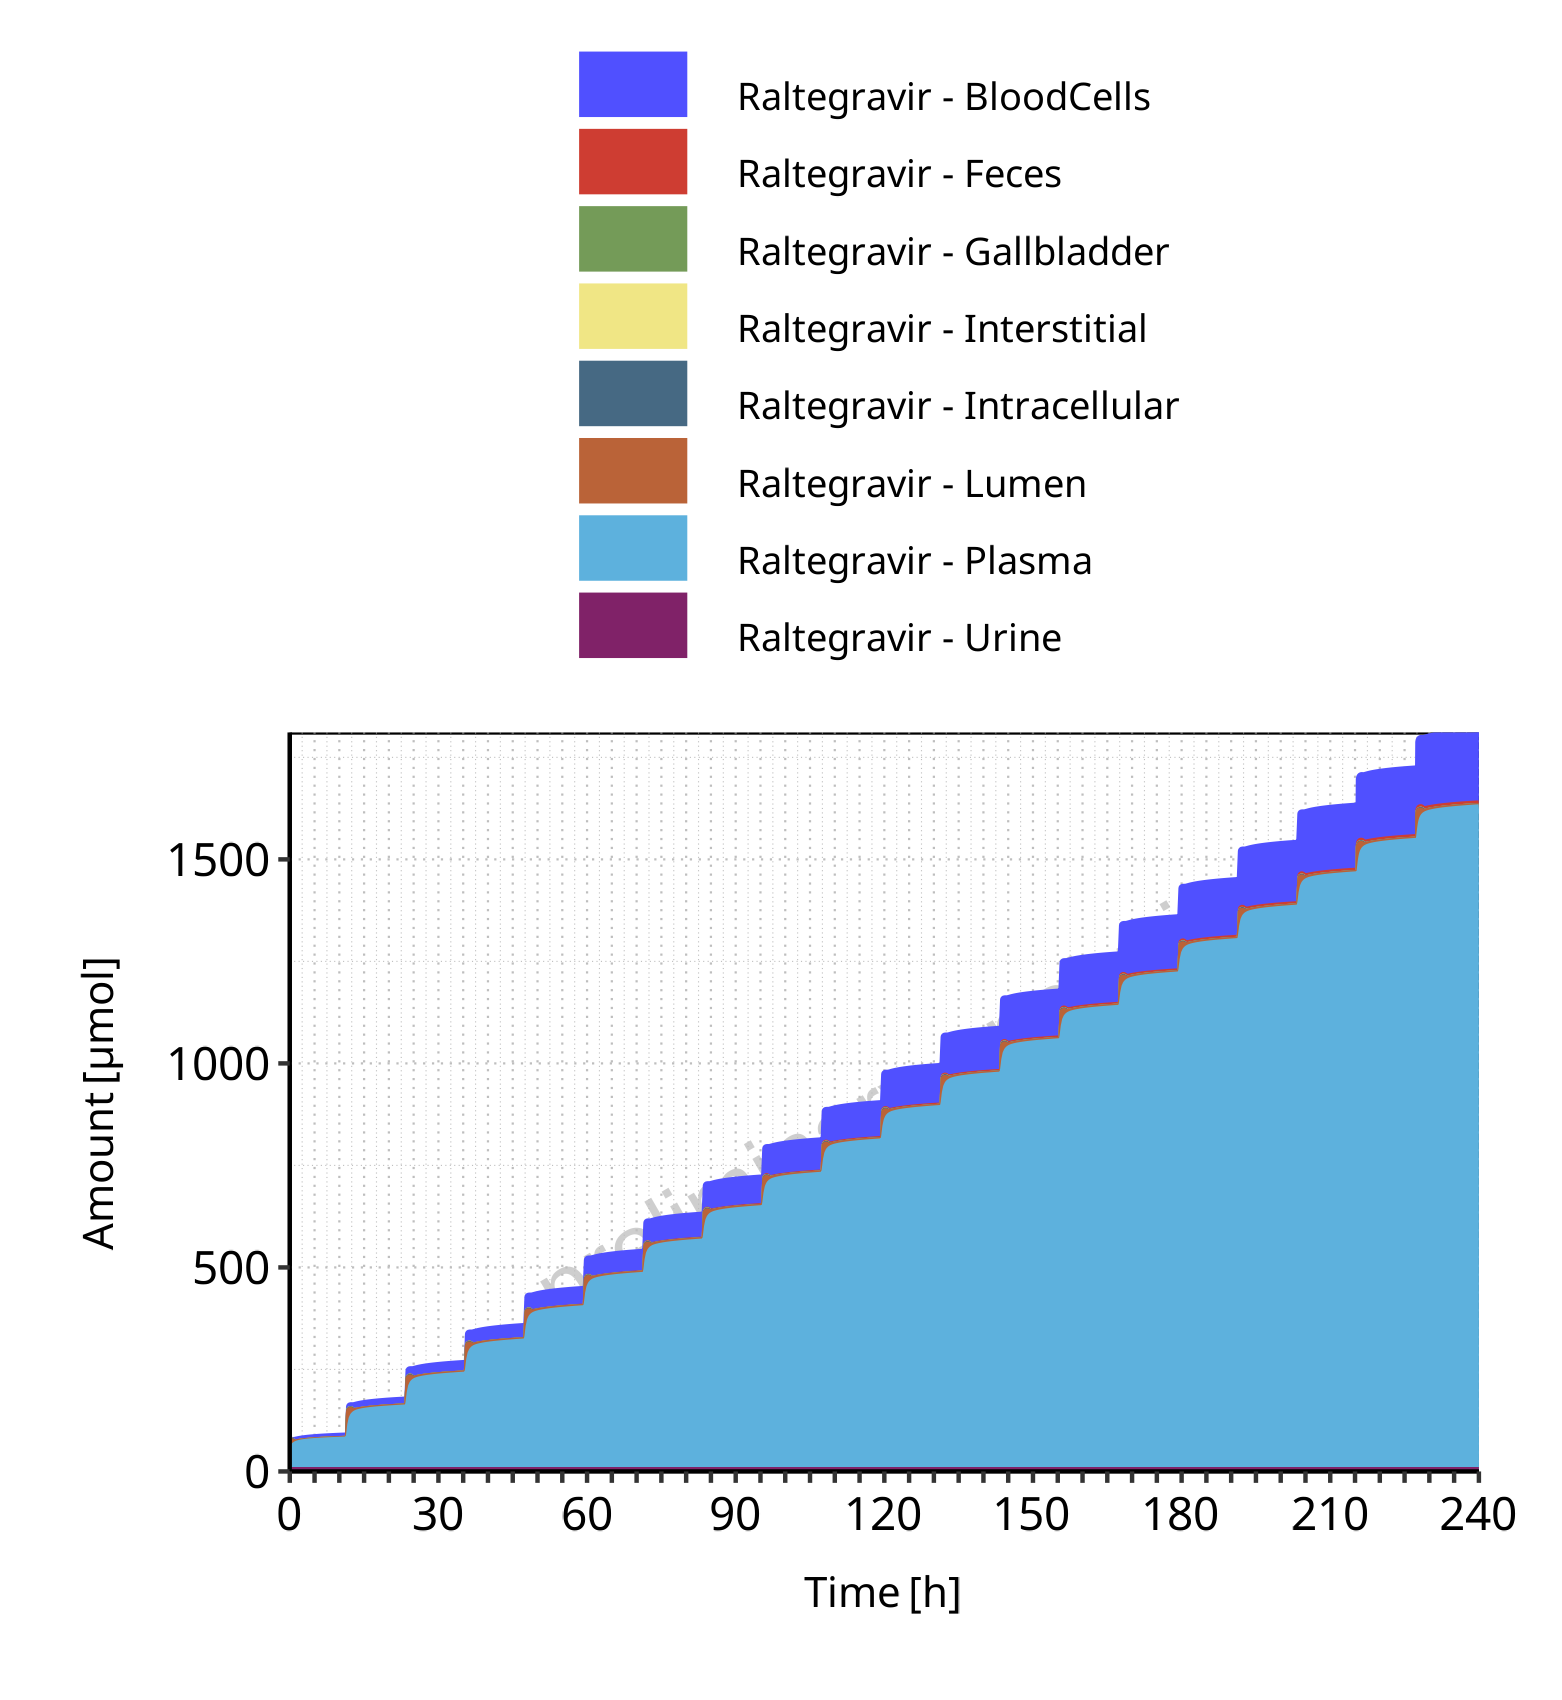 Raltegravir - BloodCells
Raltegravir - Feces
Raltegravir - Gallbladder
Raltegravir - Interstitial
Raltegravir - Intracellular
Raltegravir - Lumen
Raltegravir - Plasma
Raltegravir - Urine
Amount [µmol]
1500
1000
500
0
0 30 60 90 120 150 180 210 240
Time [h]